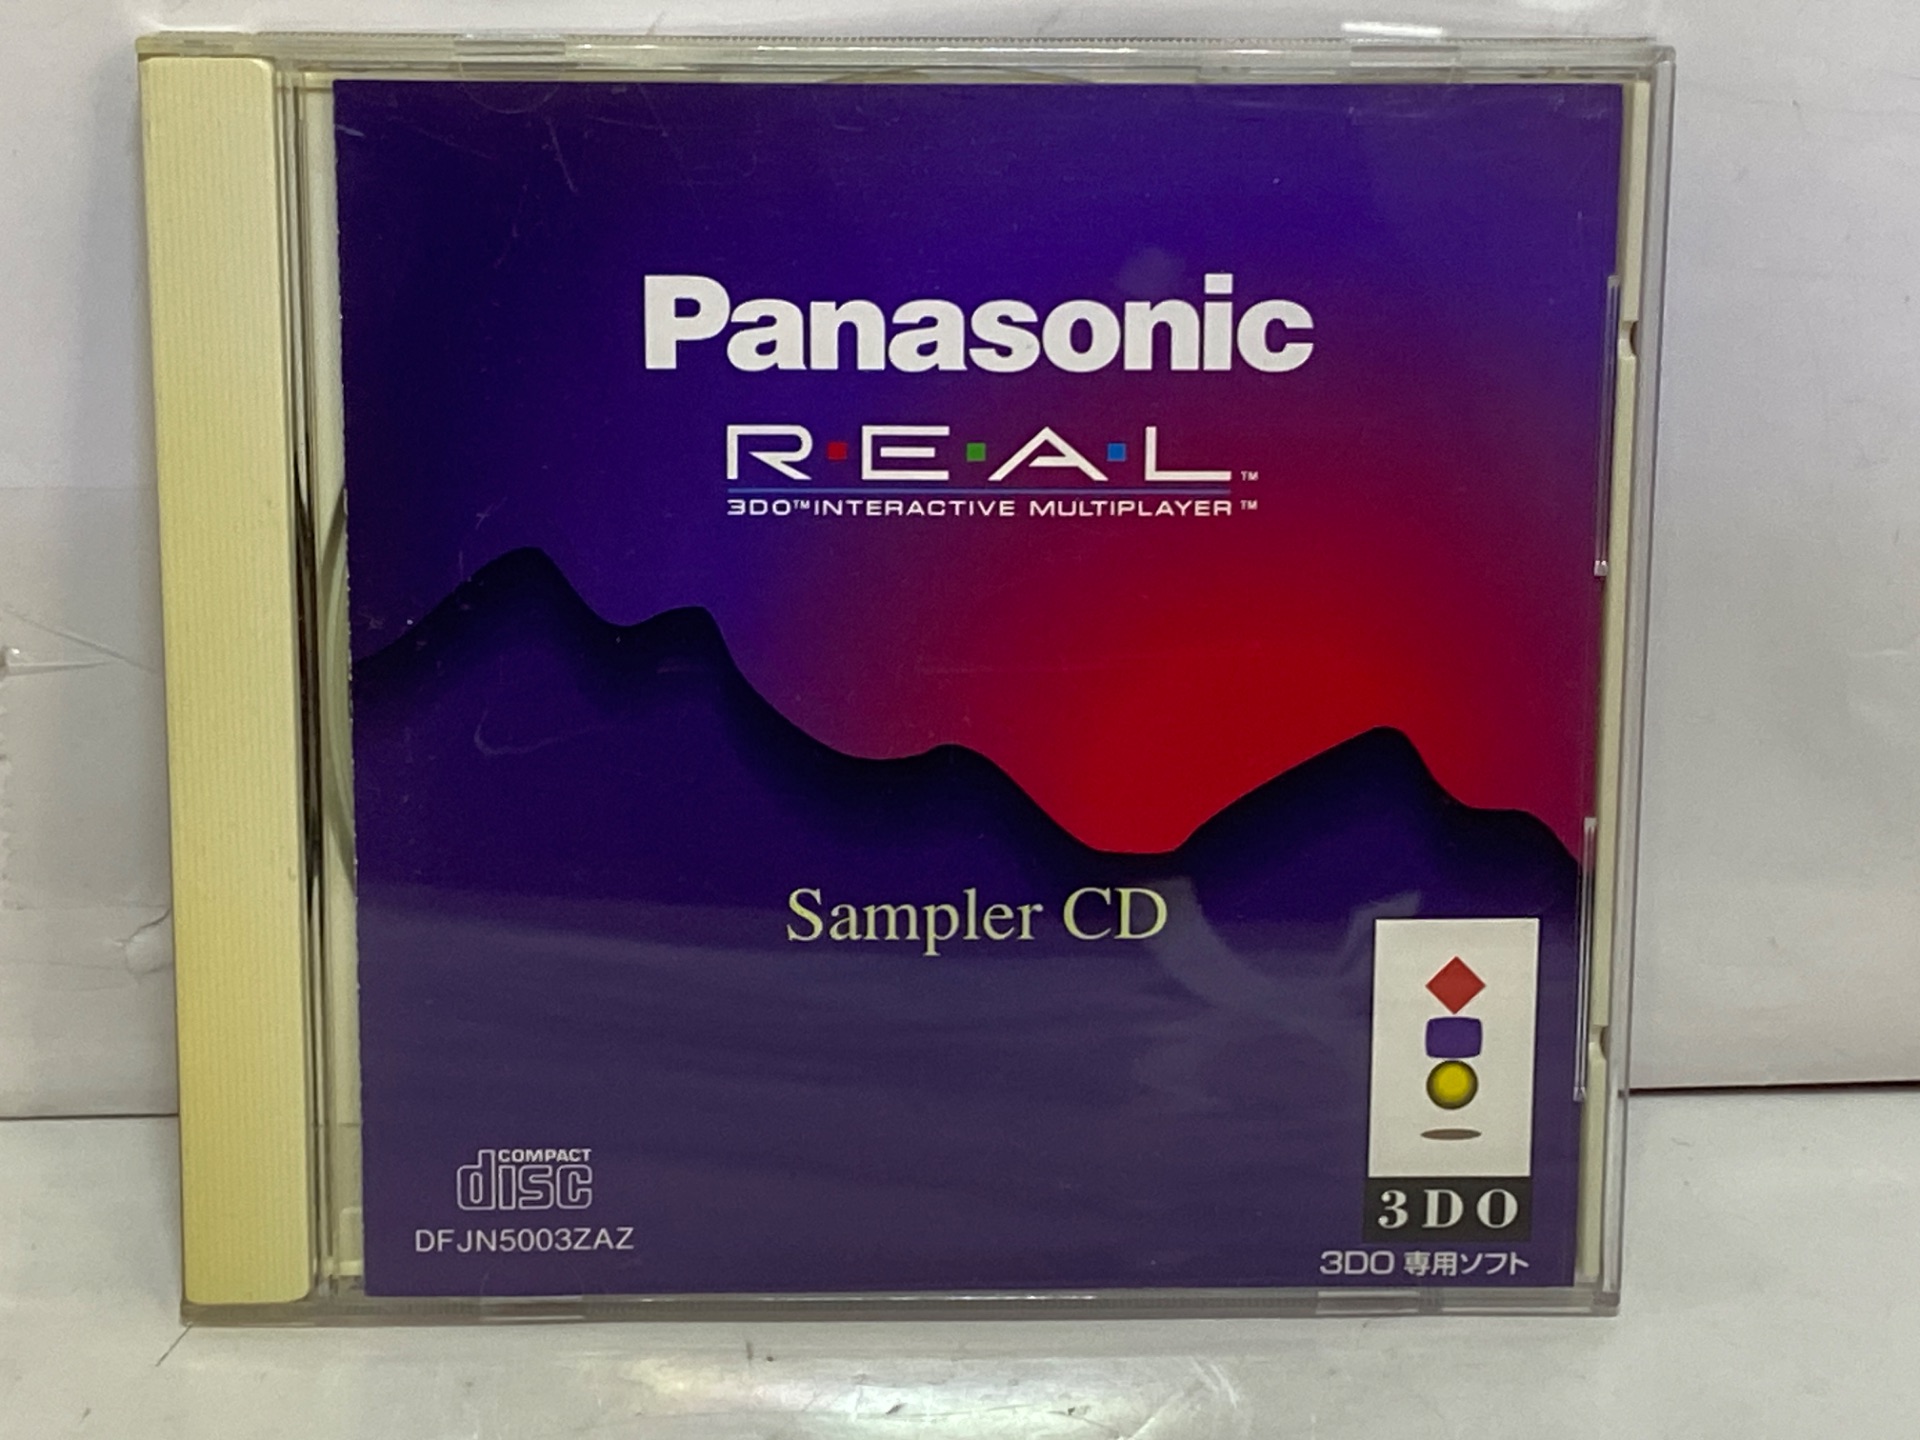 Panasonic
R·E·A·L™
3DO™ INTERACTIVE MULTIPLAYER™
Sampler CD
COMPACT
disc
DFJN5003ZAZ
3DO
3DO 専用ソフト